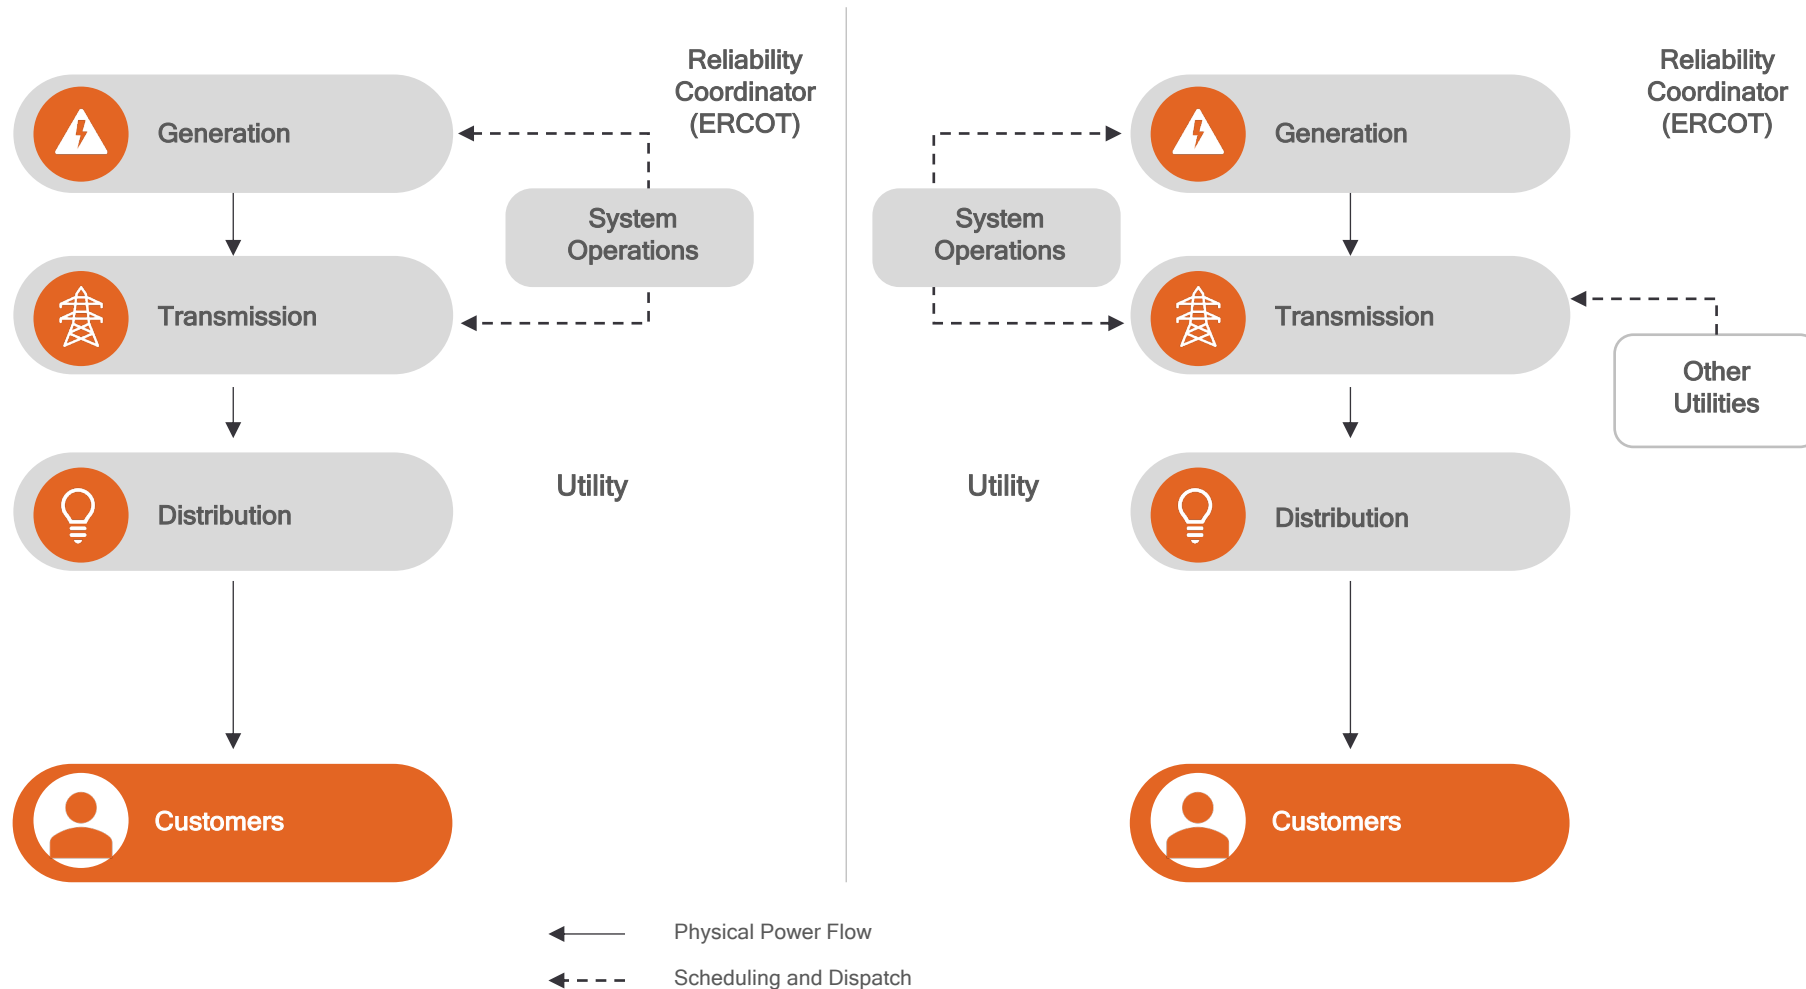 Reliability
Coordinator
(ERCOT)
Generation
System
Operations
Transmission
Distribution
Utility
Customers
Reliability
Coordinator
(ERCOT)
Generation
System
Operations
Transmission
Other
Utilities
Utility
Distribution
Customers
Physical Power Flow
Scheduling and Dispatch